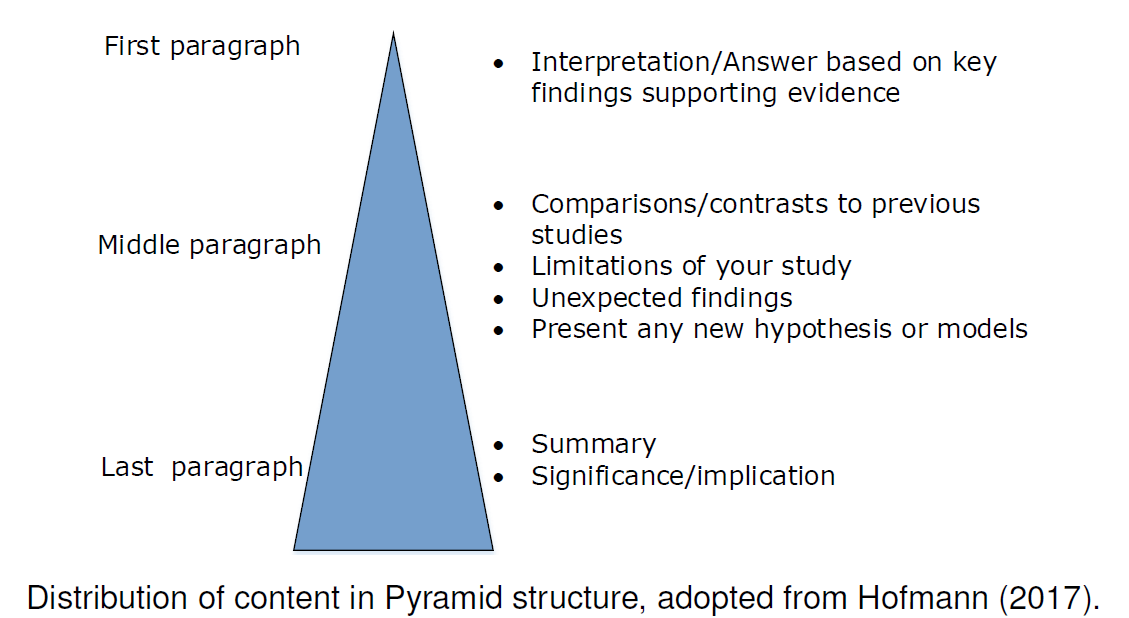 First paragraph
• Interpretation/Answer based on key
findings supporting evidence
Middle paragraph
• Comparisons/contrasts to previous
studies
• Limitations of your study
• Unexpected findings
• Present any new hypothesis or models
Last paragraph
• Summary
• Significance/implication
Distribution of content in Pyramid structure, adopted from Hofmann (2017).